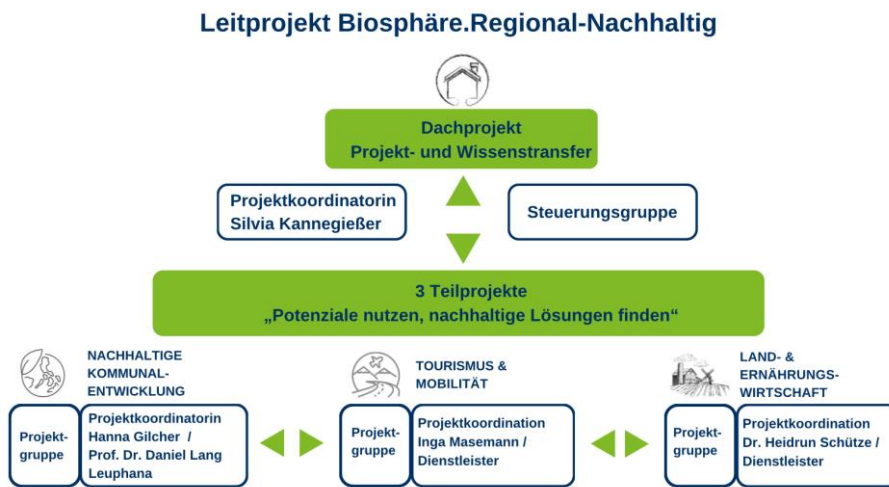 Leitprojekt Biosphäre.Regional-Nachhaltig
Dachprojekt
Projekt- und Wissenstransfer
Projektkoordinatorin
Silvia Kannegießer
Steuerungsgruppe
3 Teilprojekte
„Potenziale nutzen, nachhaltige Lösungen finden“
NACHHALTIGE
KOMMUNAL-
ENTWICKLUNG
Projekt-
gruppe
Projektkoordinatorin
Hanna Gilcher /
Prof. Dr. Daniel Lang
Leuphana
TOURISMUS &
MOBILITÄT
Projekt-
gruppe
Projektkoordination
Inga Masemann /
Dienstleister
LAND- &
ERNÄHRUNGS-
WIRTSCHAFT
Projekt-
gruppe
Projektkoordination
Dr. Heidrun Schütze /
Dienstleister